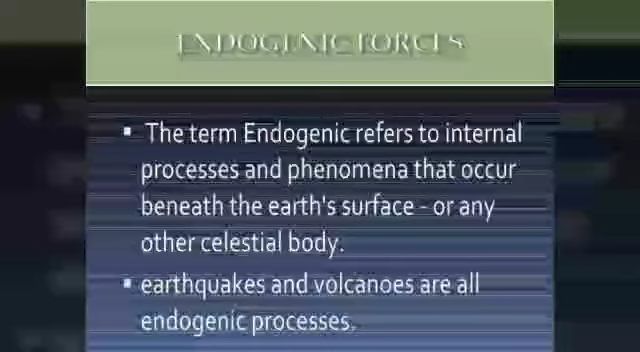 ENDOGENIC FORCES
▪ The term Endogenic refers to internal
processes and phenomena that occur
beneath the earth's surface - or any
other celestial body.
▪ earthquakes and volcanoes are all
endogenic processes.